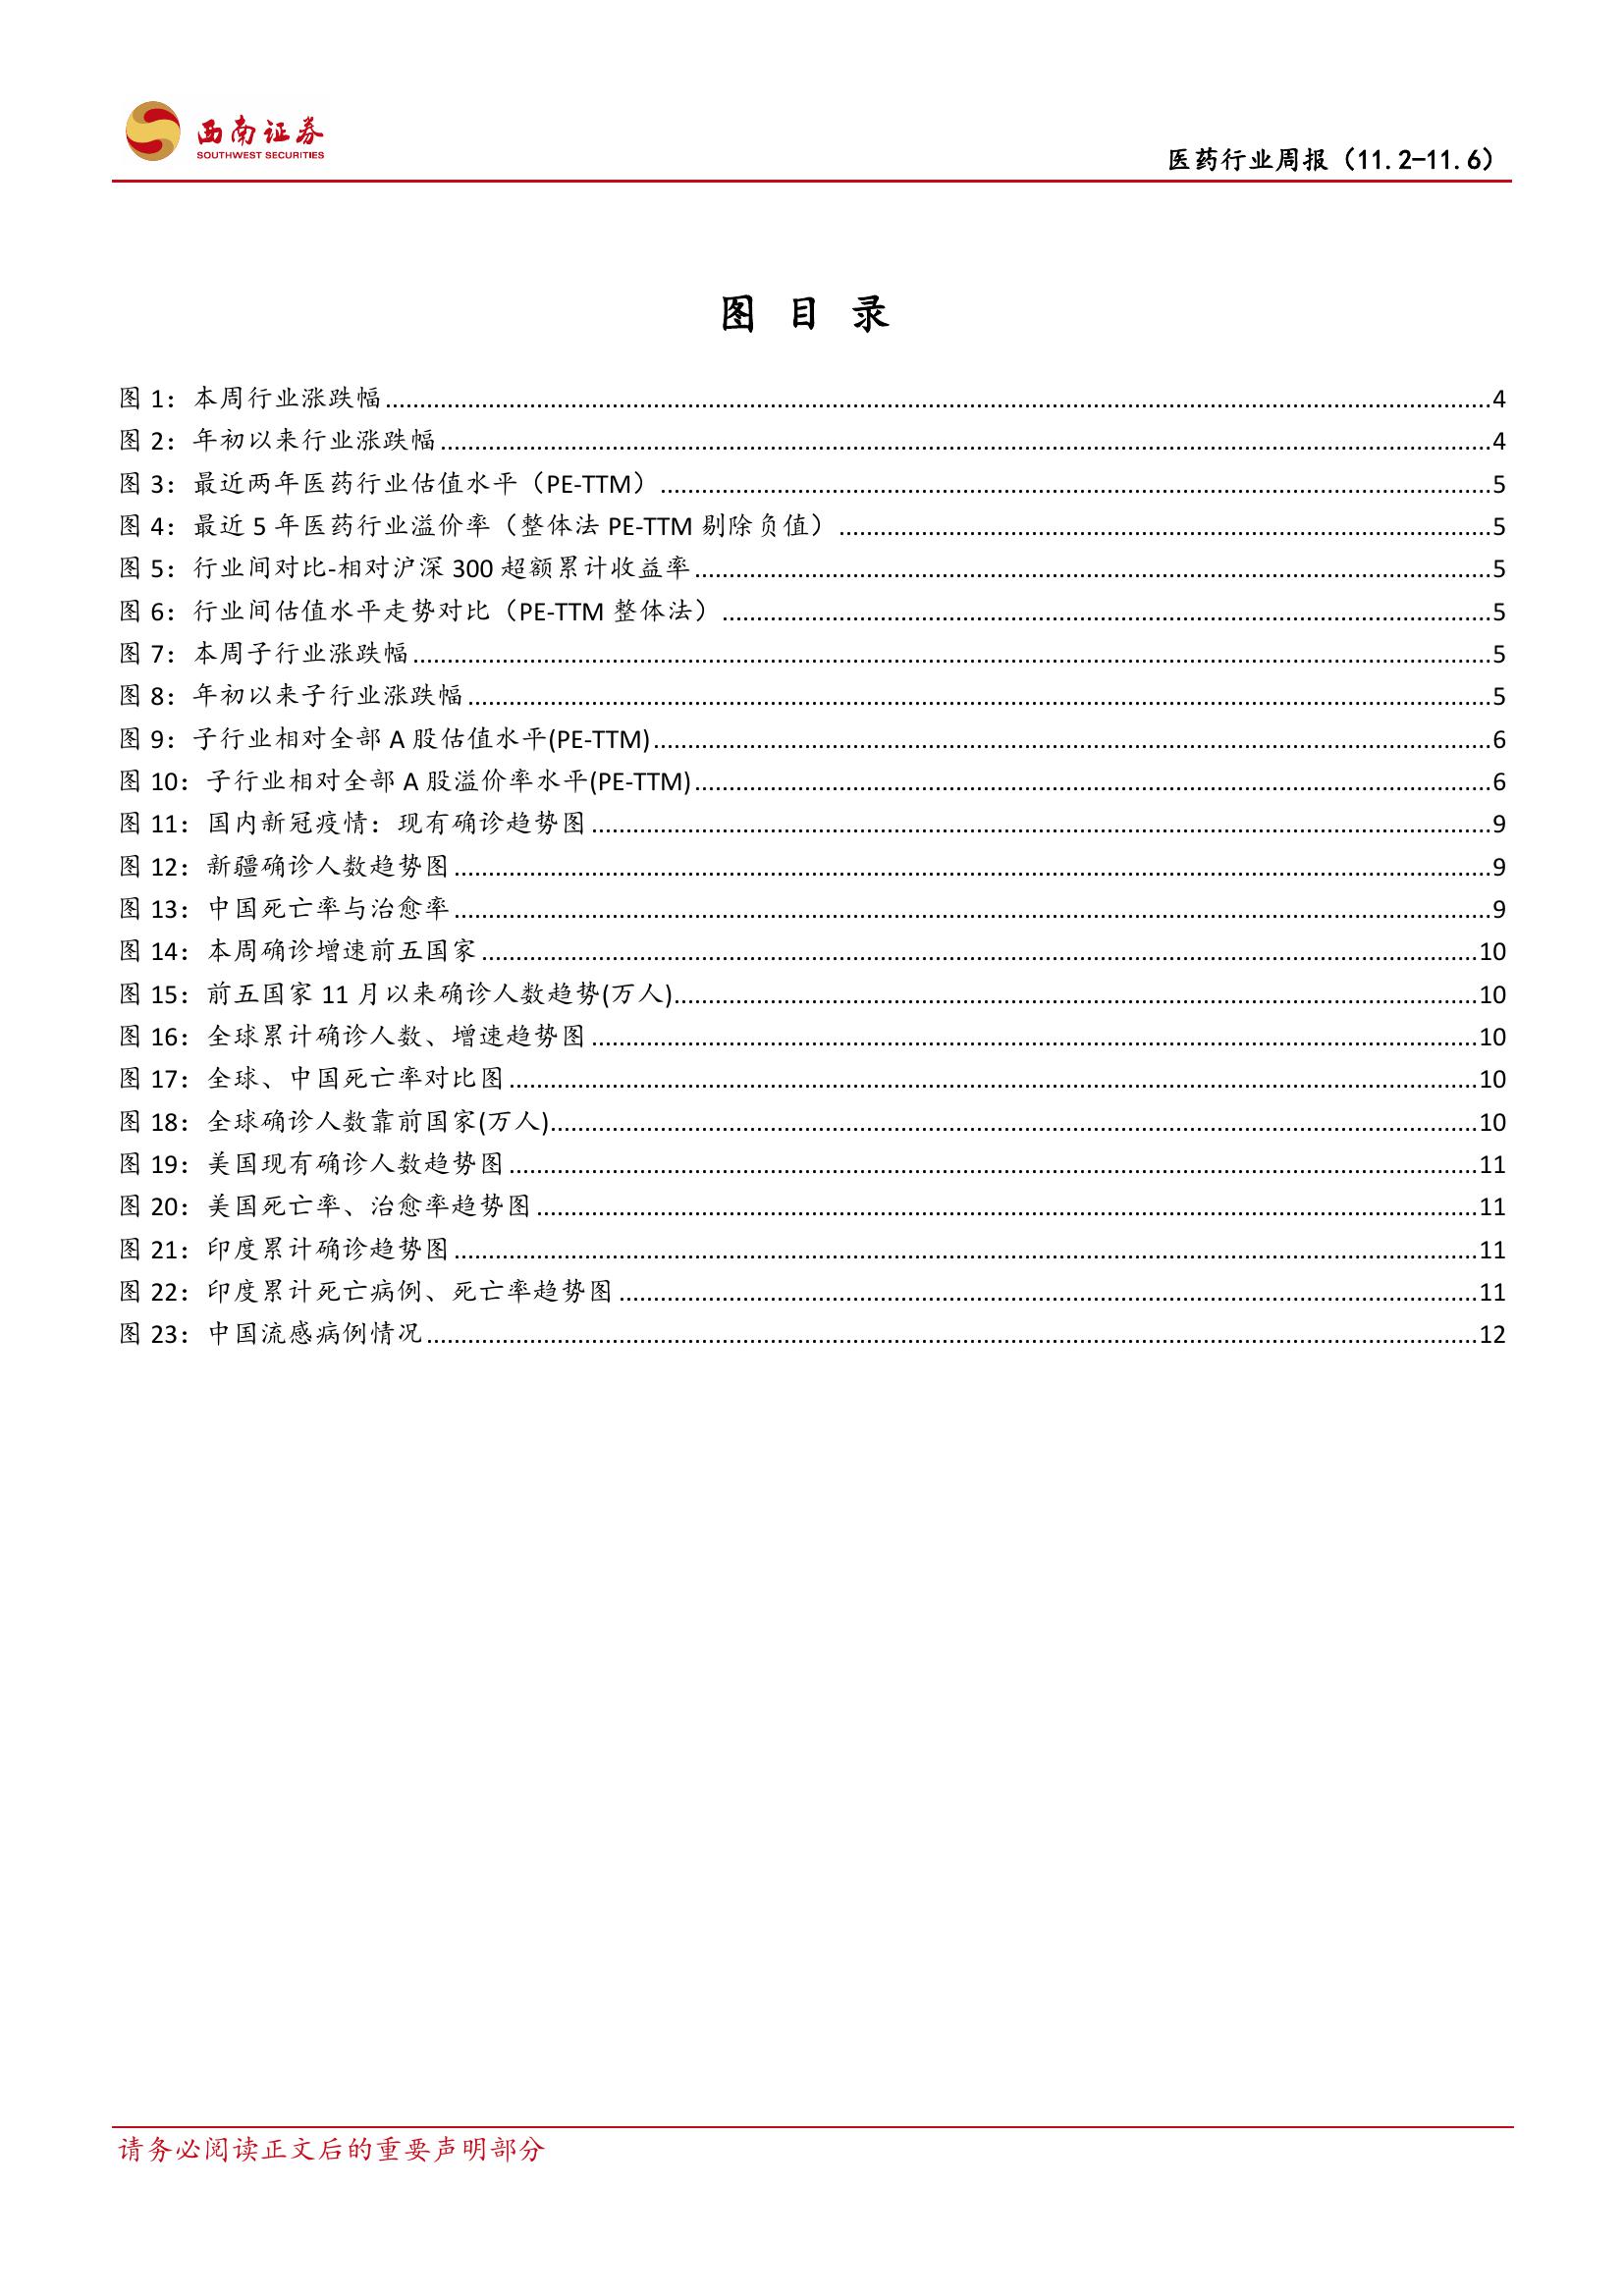 西南证券
SOUTHWEST SECURITIES
医药行业周报（11.2-11.6）
图 目 录
图 1：本周行业涨跌幅........4
图 2：年初以来行业涨跌幅........4
图 3：最近两年医药行业估值水平（PE-TTM）........5
图 4：最近 5 年医药行业溢价率（整体法 PE-TTM 剔除负值）........5
图 5：行业间对比-相对沪深 300 超额累计收益率........5
图 6：行业间估值水平走势对比（PE-TTM 整体法）........5
图 7：本周子行业涨跌幅........5
图 8：年初以来子行业涨跌幅........5
图 9：子行业相对全部 A 股估值水平(PE-TTM)........6
图 10：子行业相对全部 A 股溢价率水平(PE-TTM)........6
图 11：国内新冠疫情：现有确诊趋势图........9
图 12：新疆确诊人数趋势图........9
图 13：中国死亡率与治愈率........9
图 14：本周确诊增速前五国家........10
图 15：前五国家 11 月以来确诊人数趋势(万人)........10
图 16：全球累计确诊人数、增速趋势图........10
图 17：全球、中国死亡率对比图........10
图 18：全球确诊人数靠前国家(万人)........10
图 19：美国现有确诊人数趋势图........11
图 20：美国死亡率、治愈率趋势图........11
图 21：印度累计确诊趋势图........11
图 22：印度累计死亡病例、死亡率趋势图........11
图 23：中国流感病例情况........12
请务必阅读正文后的重要声明部分